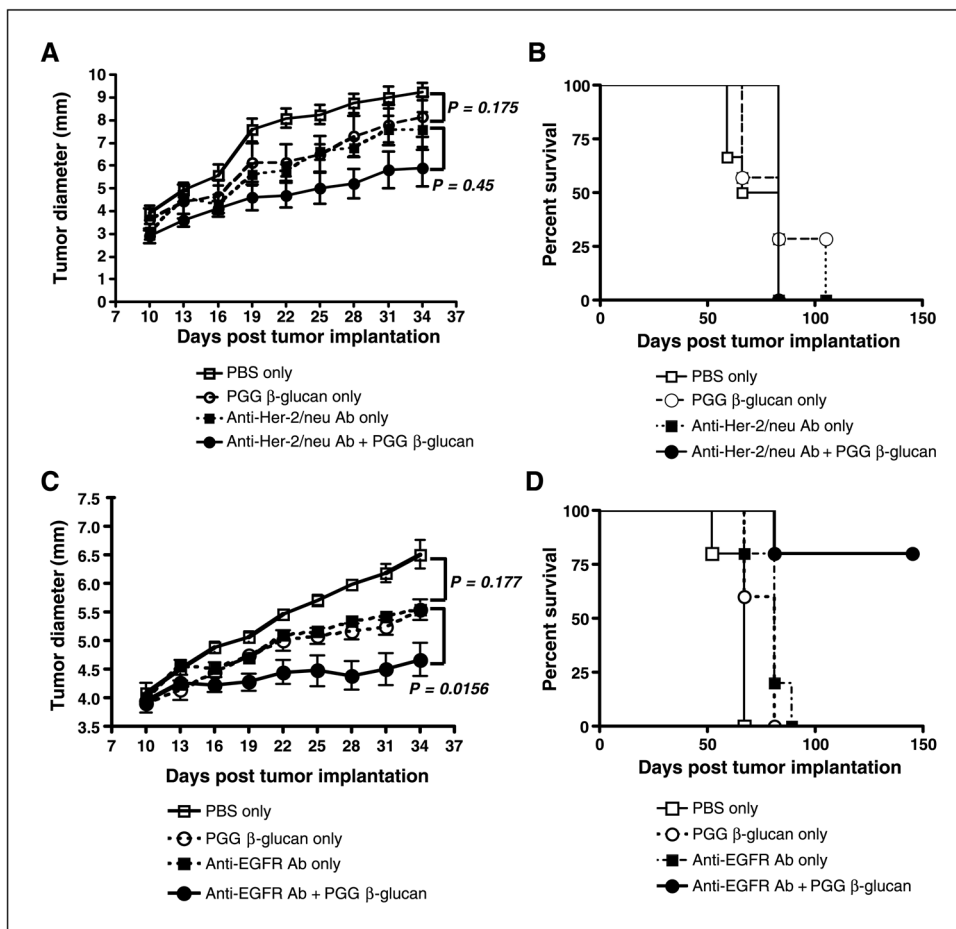 A
Tumor diameter (mm)
10
9
8
7
6
5
4
3
2
1
0
7 10 13 16 19 22 25 28 31 34 37
Days post tumor implantation
P = 0.175
P = 0.45
PBS only
PGG β-glucan only
Anti-Her-2/neu Ab only
Anti-Her-2/neu Ab + PGG β-glucan
B
Percent survival
100
75
50
25
0
0 50 100 150
Days post tumor implantation
PBS only
PGG β-glucan only
Anti-Her-2/neu Ab only
Anti-Her-2/neu Ab + PGG β-glucan
C
Tumor diameter (mm)
7.5
7.0
6.5
6.0
5.5
5.0
4.5
4.0
3.5
7 10 13 16 19 22 25 28 31 34 37
Days post tumor implantation
P = 0.177
P = 0.0156
PBS only
PGG β-glucan only
Anti-EGFR Ab only
Anti-EGFR Ab + PGG β-glucan
D
Percent survival
100
75
50
25
0
0 50 100 150
Days post tumor implantation
PBS only
PGG β-glucan only
Anti-EGFR Ab only
Anti-EGFR Ab + PGG β-glucan